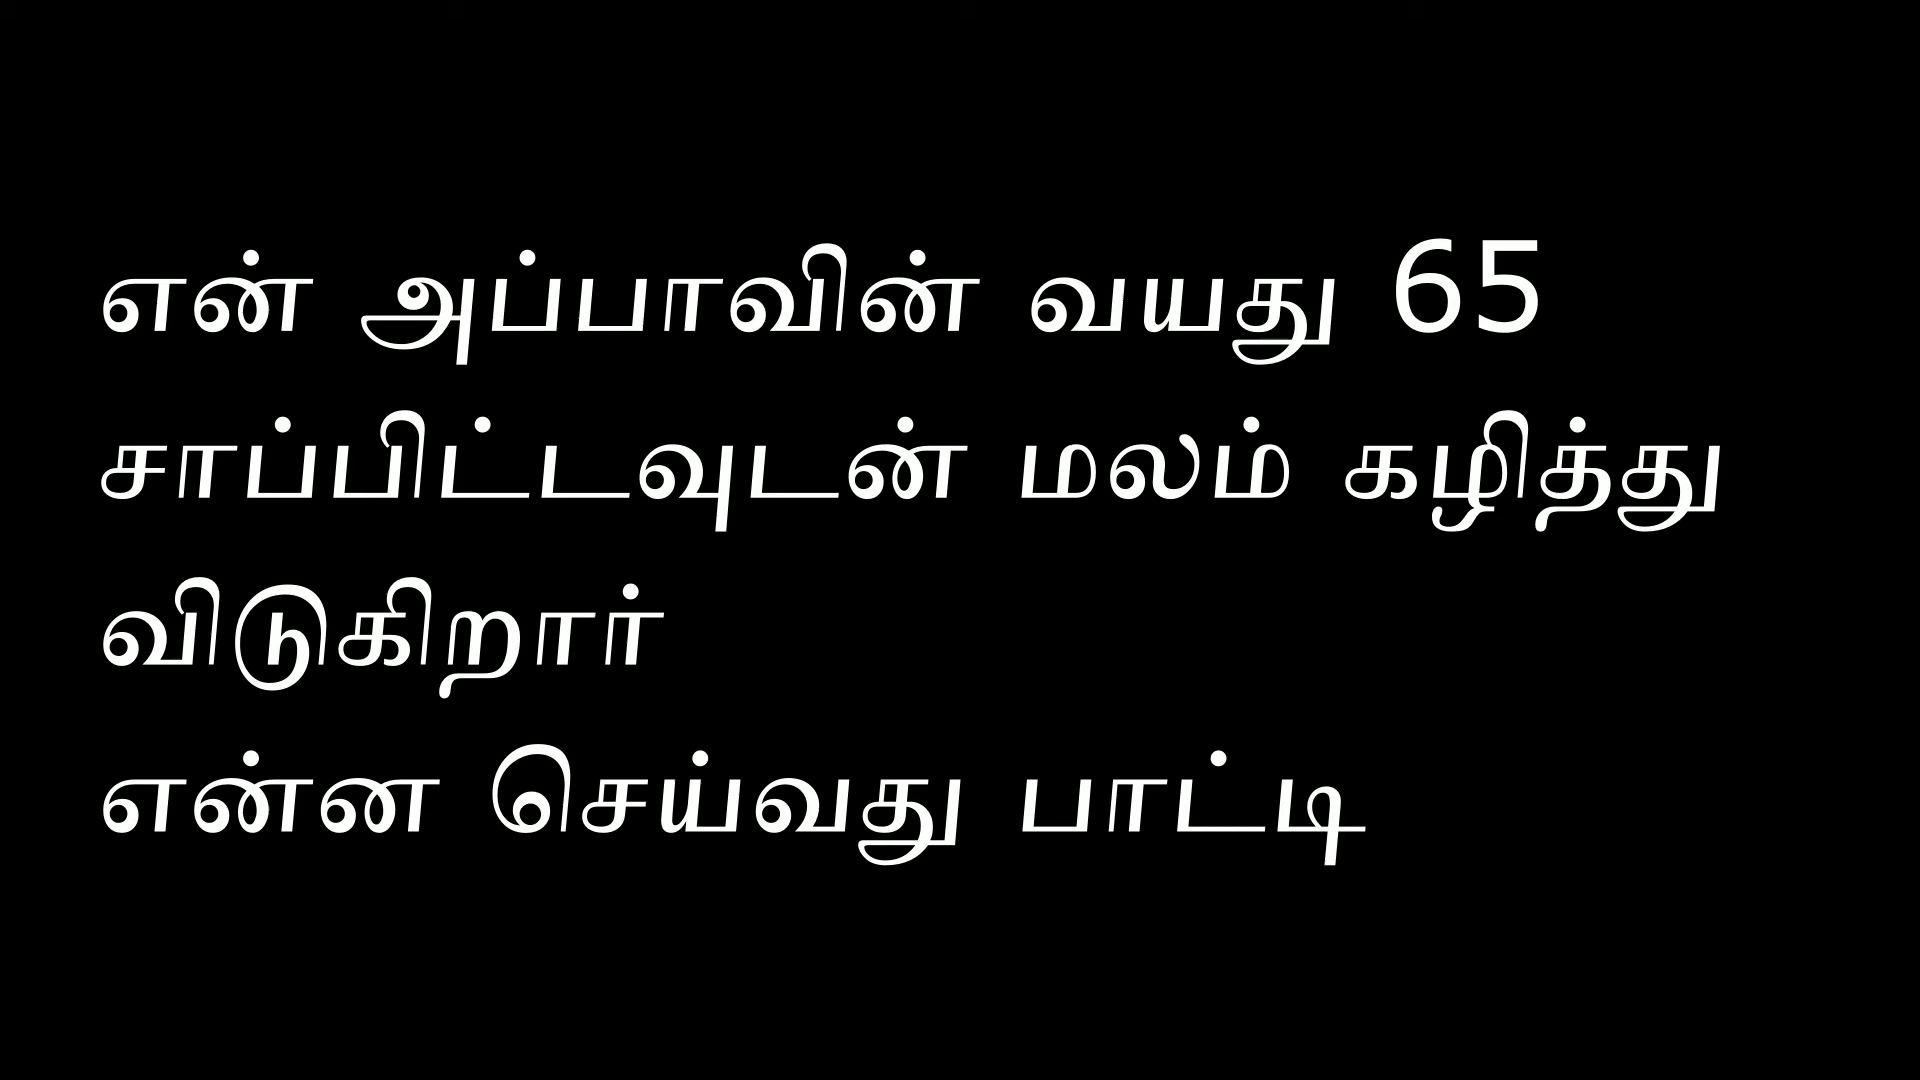 என் அப்பாவின் வயது 65
சாப்பிட்டவுடன் மலம் கழித்து
விடுகிறார்
என்ன செய்வது பாட்டி